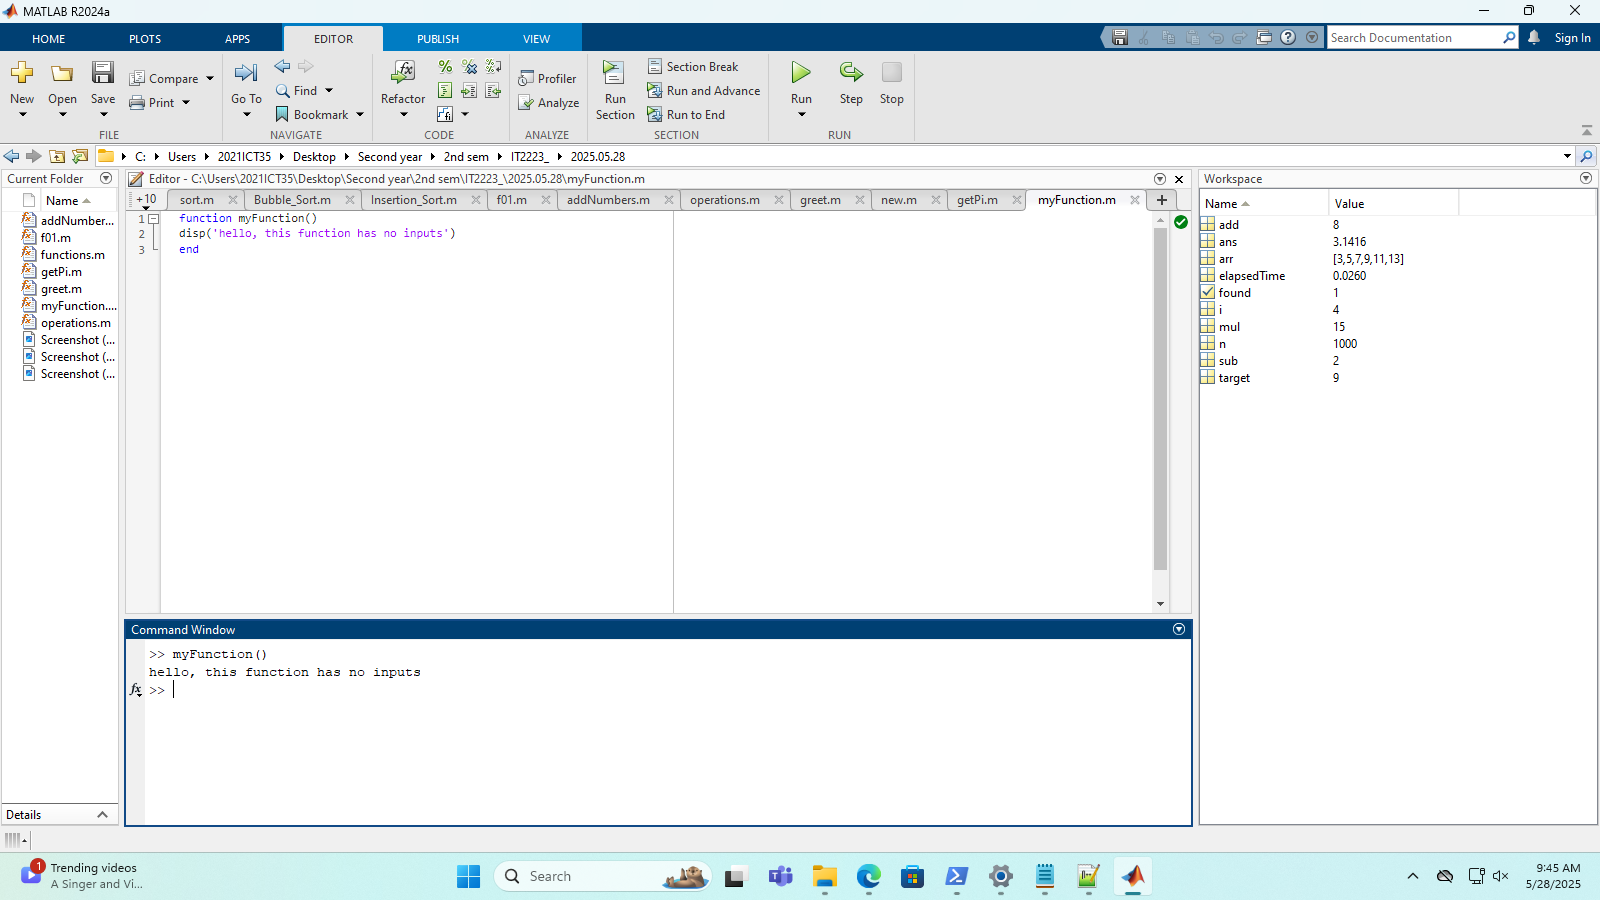 MATLAB R2024a
HOME PLOTS APPS EDITOR PUBLISH VIEW
Search Documentation Sign In
New Open Save Compare Print
FILE
Go To Find Bookmark
NAVIGATE
Refactor
CODE
Profiler
Analyze
ANALYZE
Run Section
Section Break
Run and Advance
Run to End
SECTION
Run Step Stop
RUN
C: Users 2021ICT35 Desktop Second year 2nd sem IT2223_ 2025.05.28
Current Folder
Name
addNumber...
f01.m
functions.m
getPi.m
greet.m
myFunction....
operations.m
Screenshot (...
Screenshot (...
Screenshot (...
Details
Editor - C:\Users\2021ICT35\Desktop\Second year\2nd sem\IT2223_\2025.05.28\myFunction.m
+10 sort.m Bubble_Sort.m Insertion_Sort.m f01.m addNumbers.m operations.m greet.m new.m getPi.m myFunction.m
1 function myFunction()
2 disp('hello, this function has no inputs')
3 end
Command Window
>> myFunction()
hello, this function has no inputs
fx >>
Workspace
Name Value
add 8
ans 3.1416
arr [3,5,7,9,11,13]
elapsedTime 0.0260
found 1
i 4
mul 15
n 1000
sub 2
target 9
1
Trending videos
A Singer and Vi...
Search
9:45 AM
5/28/2025